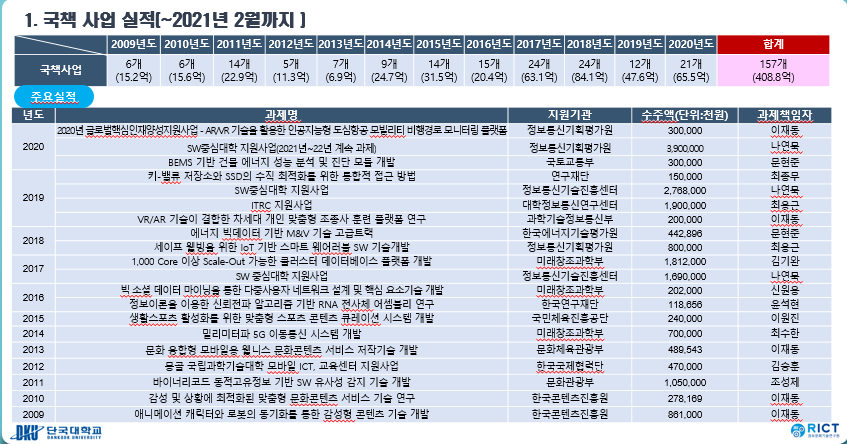 1. 국책 사업 실적(~2021년 2월까지 )
2009년도 2010년도 2011년도 2012년도 2013년도 2014년도 2015년도 2016년도 2017년도 2018년도 2019년도 2020년도 합계
국책사업 6개 6개 14개 5개 7개 9개 14개 15개 24개 24개 12개 21개 157개
(15.2억) (15.6억) (22.9억) (11.3억) (6.9억) (24.7억) (31.5억) (20.4억) (63.1억) (84.1억) (47.6억) (65.5억) (408.8억)
주요실적
년도 과제명 지원기관 수주액(단위:천원) 과제책임자
2020 2020년 글로벌핵심인재양성지원사업 - AR/VR 기술을 활용한 인공지능형 도심항공 모빌리티 비행경로 모니터링 플랫폼 정보통신기획평가원 300,000 이재동
SW중심대학 지원사업(2021년~22년 계속 과제) 정보통신기획평가원 3,900,000 나연묵
BEMS 기반 건물 에너지 성능 분석 및 진단 모듈 개발 국토교통부 300,000 문현준
2019 키-밸류 저장소와 SSD의 수직 최적화를 위한 통합적 접근 방법 연구재단 150,000 최종무
SW중심대학 지원사업 정보통신기술진흥센터 2,768,000 나연묵
ITRC 지원사업 대학정보통신연구센터 1,900,000 최용근
VR/AR 기술이 결합한 차세대 개인 맞춤형 조종사 훈련 플랫폼 연구 과학기술정보통신부 200,000 이재동
2018 에너지 빅데이터 기반 M&V 기술 고급트랙 한국에너지기술평가원 442,896 문현준
세이프 웰빙을 위한 IoT 기반 스마트 웨어러블 SW 기술개발 정보통신기획평가원 800,000 최용근
2017 1,000 Core 이상 Scale-Out 가능한 클러스터 데이터베이스 플랫폼 개발 미래창조과학부 1,812,000 김기완
SW 중심대학 지원사업 정보통신기술진흥센터 1,690,000 나연묵
2016 빅 소셜 데이터 마이닝을 통한 다중사용자 네트워크 설계 및 핵심 요소기술 개발 미래창조과학부 202,000 신원용
정보이론을 이용한 신뢰전파 알고리즘 기반 RNA 전사체 어셈블리 연구 한국연구재단 118,656 윤석현
2015 생활스포츠 활성화를 위한 맞춤형 스포츠 콘텐츠 큐레이션 시스템 개발 국민체육진흥공단 240,000 이원진
2014 밀리미터파 5G 이동통신 시스템 개발 미래창조과학부 700,000 최수한
2013 문화 융합형 모바일용 웰니스 문화콘텐츠 서비스 저작기술 개발 문화체육관광부 489,543 이재동
2012 몽골 국립과학기술대학 모바일 ICT, 교육센터 지원사업 한국국제협력단 470,000 김승훈
2011 바이너리코드 동적고유정보 기반 SW 유사성 감지 기술 개발 문화관광부 1,050,000 조성제
2010 감성 및 상황에 최적화된 맞춤형 문화콘텐츠 서비스 기술 연구 한국콘텐츠진흥원 278,169 이재동
2009 애니메이션 캐릭터와 로봇의 동기화를 통한 감성형 콘텐츠 기술 개발 한국콘텐츠진흥원 861,000 이재동
DKU 단국대학교
DANKOOK UNIVERSITY
RICT